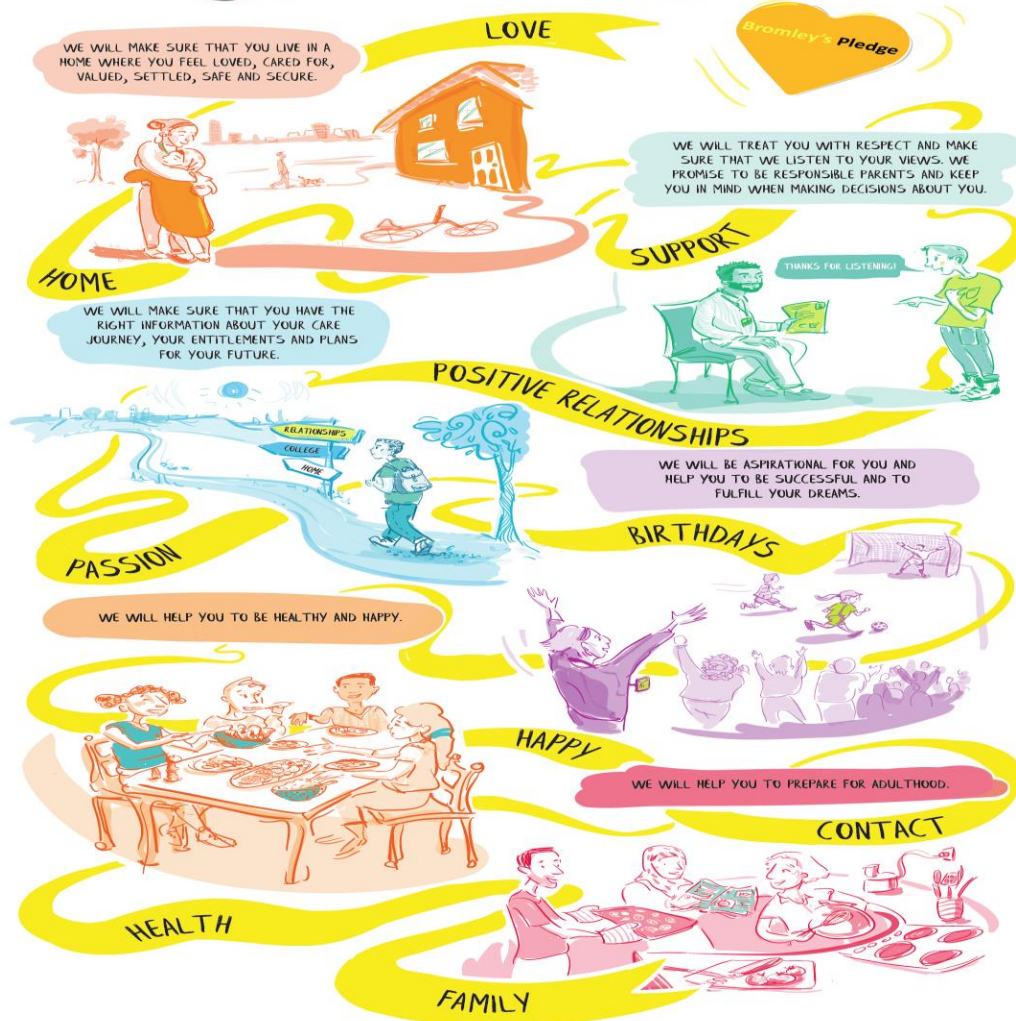 LOVE
Bromley's Pledge
WE WILL MAKE SURE THAT YOU LIVE IN A
HOME WHERE YOU FEEL LOVED, CARED FOR,
VALUED, SETTLED, SAFE AND SECURE.
WE WILL TREAT YOU WITH RESPECT AND MAKE
SURE THAT WE LISTEN TO YOUR VIEWS. WE
PROMISE TO BE RESPONSIBLE PARENTS AND KEEP
YOU IN MIND WHEN MAKING DECISIONS ABOUT YOU.
HOME
SUPPORT
THANKS FOR LISTENING!
GO
WE WILL MAKE SURE THAT YOU HAVE THE
RIGHT INFORMATION ABOUT YOUR CARE
JOURNEY, YOUR ENTITLEMENTS AND PLANS
FOR YOUR FUTURE.
POSITIVE RELATIONSHIPS
RELATIONSHIPS
COLLEGE
HOME
WE WILL BE ASPIRATIONAL FOR YOU AND
HELP YOU TO BE SUCCESSFUL AND TO
FULFILL YOUR DREAMS.
PASSION
BIRTHDAYS
WE WILL HELP YOU TO BE HEALTHY AND HAPPY.
HAPPY
WE WILL HELP YOU TO PREPARE FOR ADULTHOOD.
CONTACT
HEALTH
FAMILY